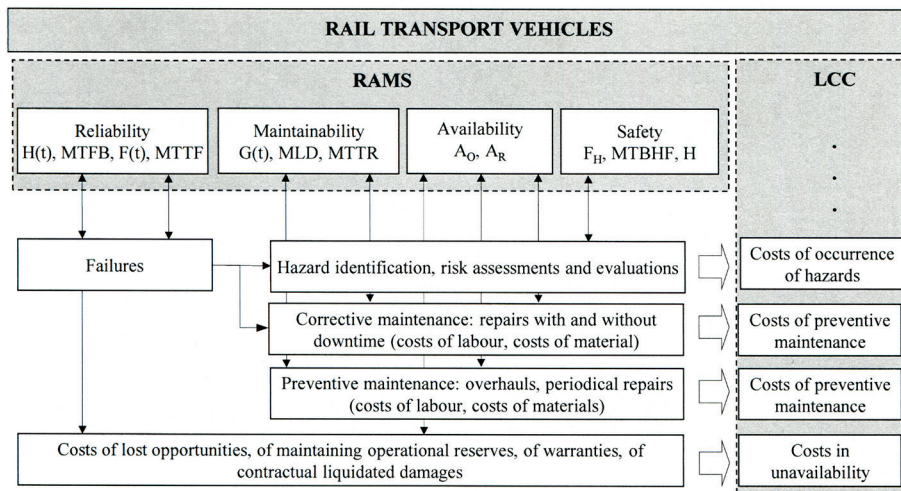 RAIL TRANSPORT VEHICLES
RAMS
LCC
Reliability
H(t), MTFB, F(t), MTTF
Maintainability
G(t), MLD, MTTR
Availability
A_O, A_R
Safety
F_H, MTBHF, H
.
.
.
Failures
Hazard identification, risk assessments and evaluations
Costs of occurrence
of hazards
Corrective maintenance: repairs with and without
downtime (costs of labour, costs of material)
Costs of preventive
maintenance
Preventive maintenance: overhauls, periodical repairs
(costs of labour, costs of materials)
Costs of preventive
maintenance
Costs of lost opportunities, of maintaining operational reserves, of warranties, of
contractual liquidated damages
Costs in
unavailability